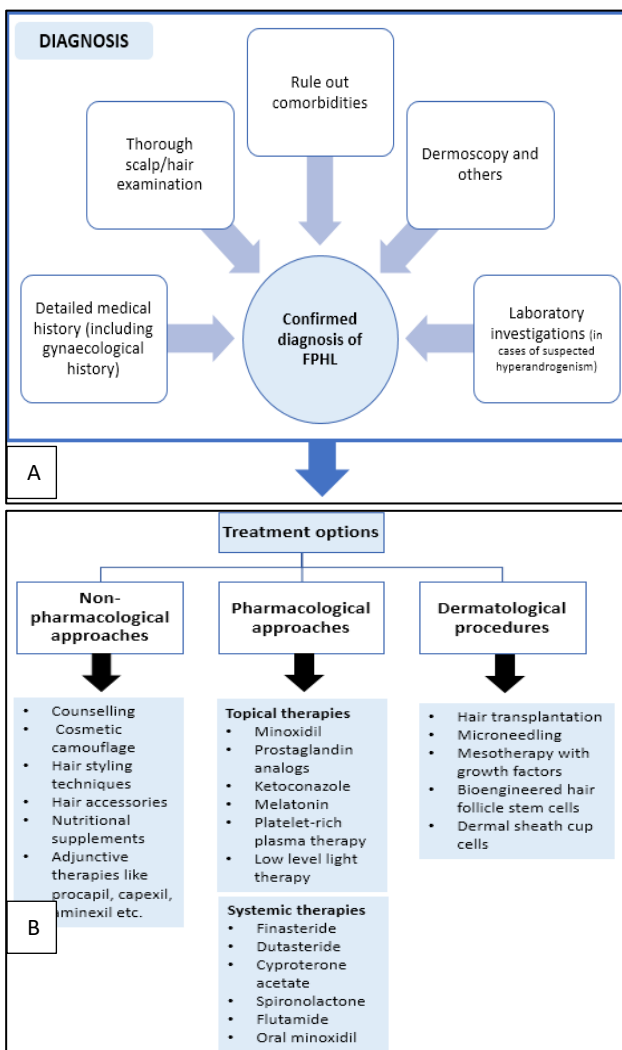 DIAGNOSIS
Rule out
comorbidities
Thorough
scalp/hair
examination
Dermoscopy and
others
Detailed medical
history (including
gynaecological
history)
Confirmed
diagnosis of
FPHL
Laboratory
investigations (in
cases of suspected
hyperandrogenism)
A
Treatment options
Non-
pharmacological
approaches
Pharmacological
approaches
Dermatological
procedures
• Counselling
• Cosmetic
camouflage
• Hair styling
techniques
• Hair accessories
• Nutritional
supplements
• Adjunctive
therapies like
procapil, capexil,
aminexil etc.
Topical therapies
• Minoxidil
• Prostaglandin
analogs
• Ketoconazole
• Melatonin
• Platelet-rich
plasma therapy
• Low level light
therapy
Systemic therapies
• Finasteride
• Dutasteride
• Cyproterone
acetate
• Spironolactone
• Flutamide
• Oral minoxidil
• Hair transplantation
• Microneedling
• Mesotherapy with
growth factors
• Bioengineered hair
follicle stem cells
• Dermal sheath cup
cells
B